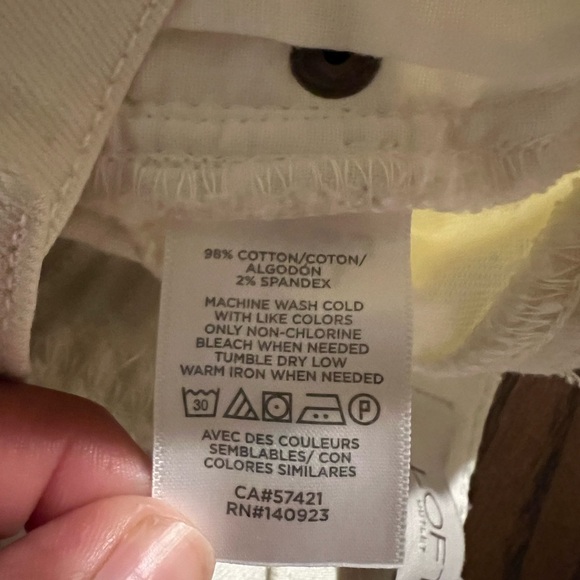 98% COTTON/COTON/
ALGODÓN
2% SPANDEX
MACHINE WASH COLD
WITH LIKE COLORS
ONLY NON-CHLORINE
BLEACH WHEN NEEDED
TUMBLE DRY LOW
WARM IRON WHEN NEEDED
30 P
AVEC DES COULEURS
SEMBLABLES/ CON
COLORES SIMILARES
CA#57421
RN#140923